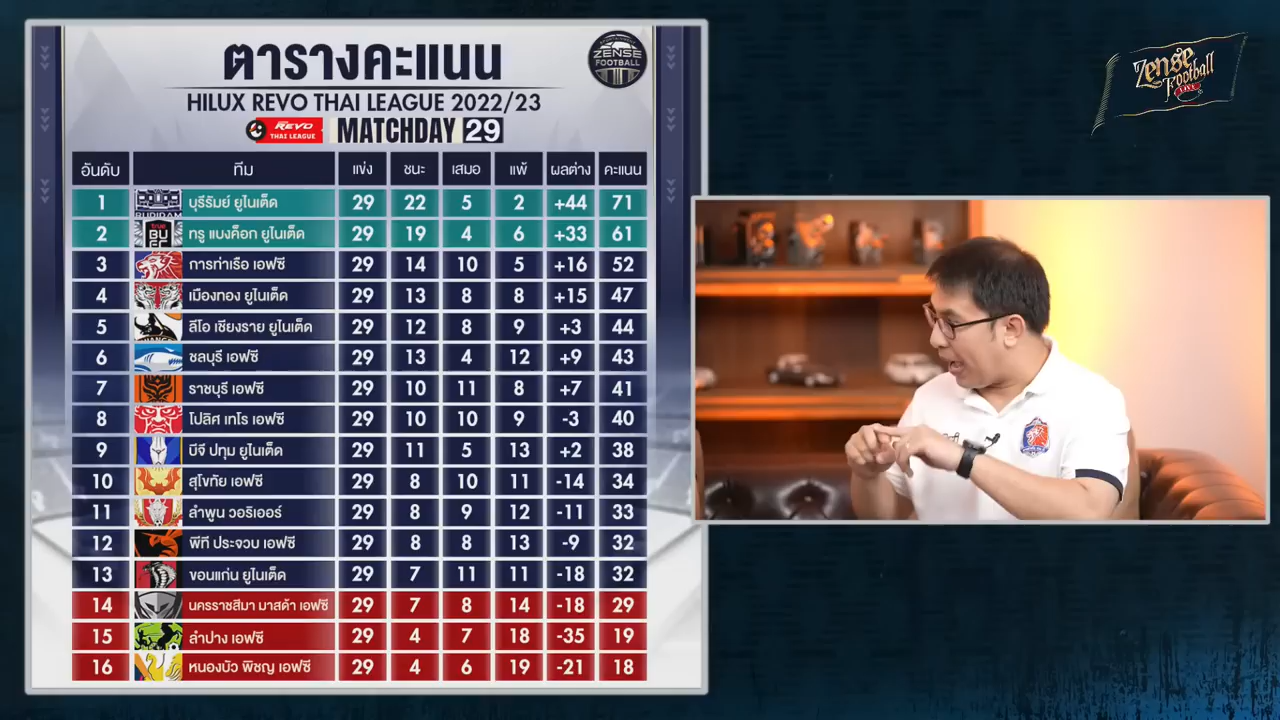 ตารางคะแนน
ZENSE
FOOTBALL
HILUX REVO THAI LEAGUE 2022/23
REVO
THAI LEAGUE
MATCHDAY 29
อันดับ ทีม แข่ง ชนะ เสมอ แพ้ ผลต่าง คะแนน
1 บุรีรัมย์ ยูไนเต็ด 29 22 5 2 +44 71
2 ทรู แบงค็อก ยูไนเต็ด 29 19 4 6 +33 61
3 การท่าเรือ เอฟซี 29 14 10 5 +16 52
4 เมืองทอง ยูไนเต็ด 29 13 8 8 +15 47
5 ลีโอ เชียงราย ยูไนเต็ด 29 12 8 9 +3 44
6 ชลบุรี เอฟซี 29 13 4 12 +9 43
7 ราชบุรี เอฟซี 29 10 11 8 +7 41
8 โปลิศ เทโร เอฟซี 29 10 10 9 -3 40
9 บีจี ปทุม ยูไนเต็ด 29 11 5 13 +2 38
10 สุโขทัย เอฟซี 29 8 10 11 -14 34
11 ลำพูน วอริเออร์ 29 8 9 12 -11 33
12 พีที ประจวบ เอฟซี 29 8 8 13 -9 32
13 ขอนแก่น ยูไนเต็ด 29 7 11 11 -18 32
14 นครราชสีมา มาสด้า เอฟซี 29 7 8 14 -18 29
15 ลำปาง เอฟซี 29 4 7 18 -35 19
16 หนองบัว พิชญ เอฟซี 29 4 6 19 -21 18
Zense
Football
LIVE